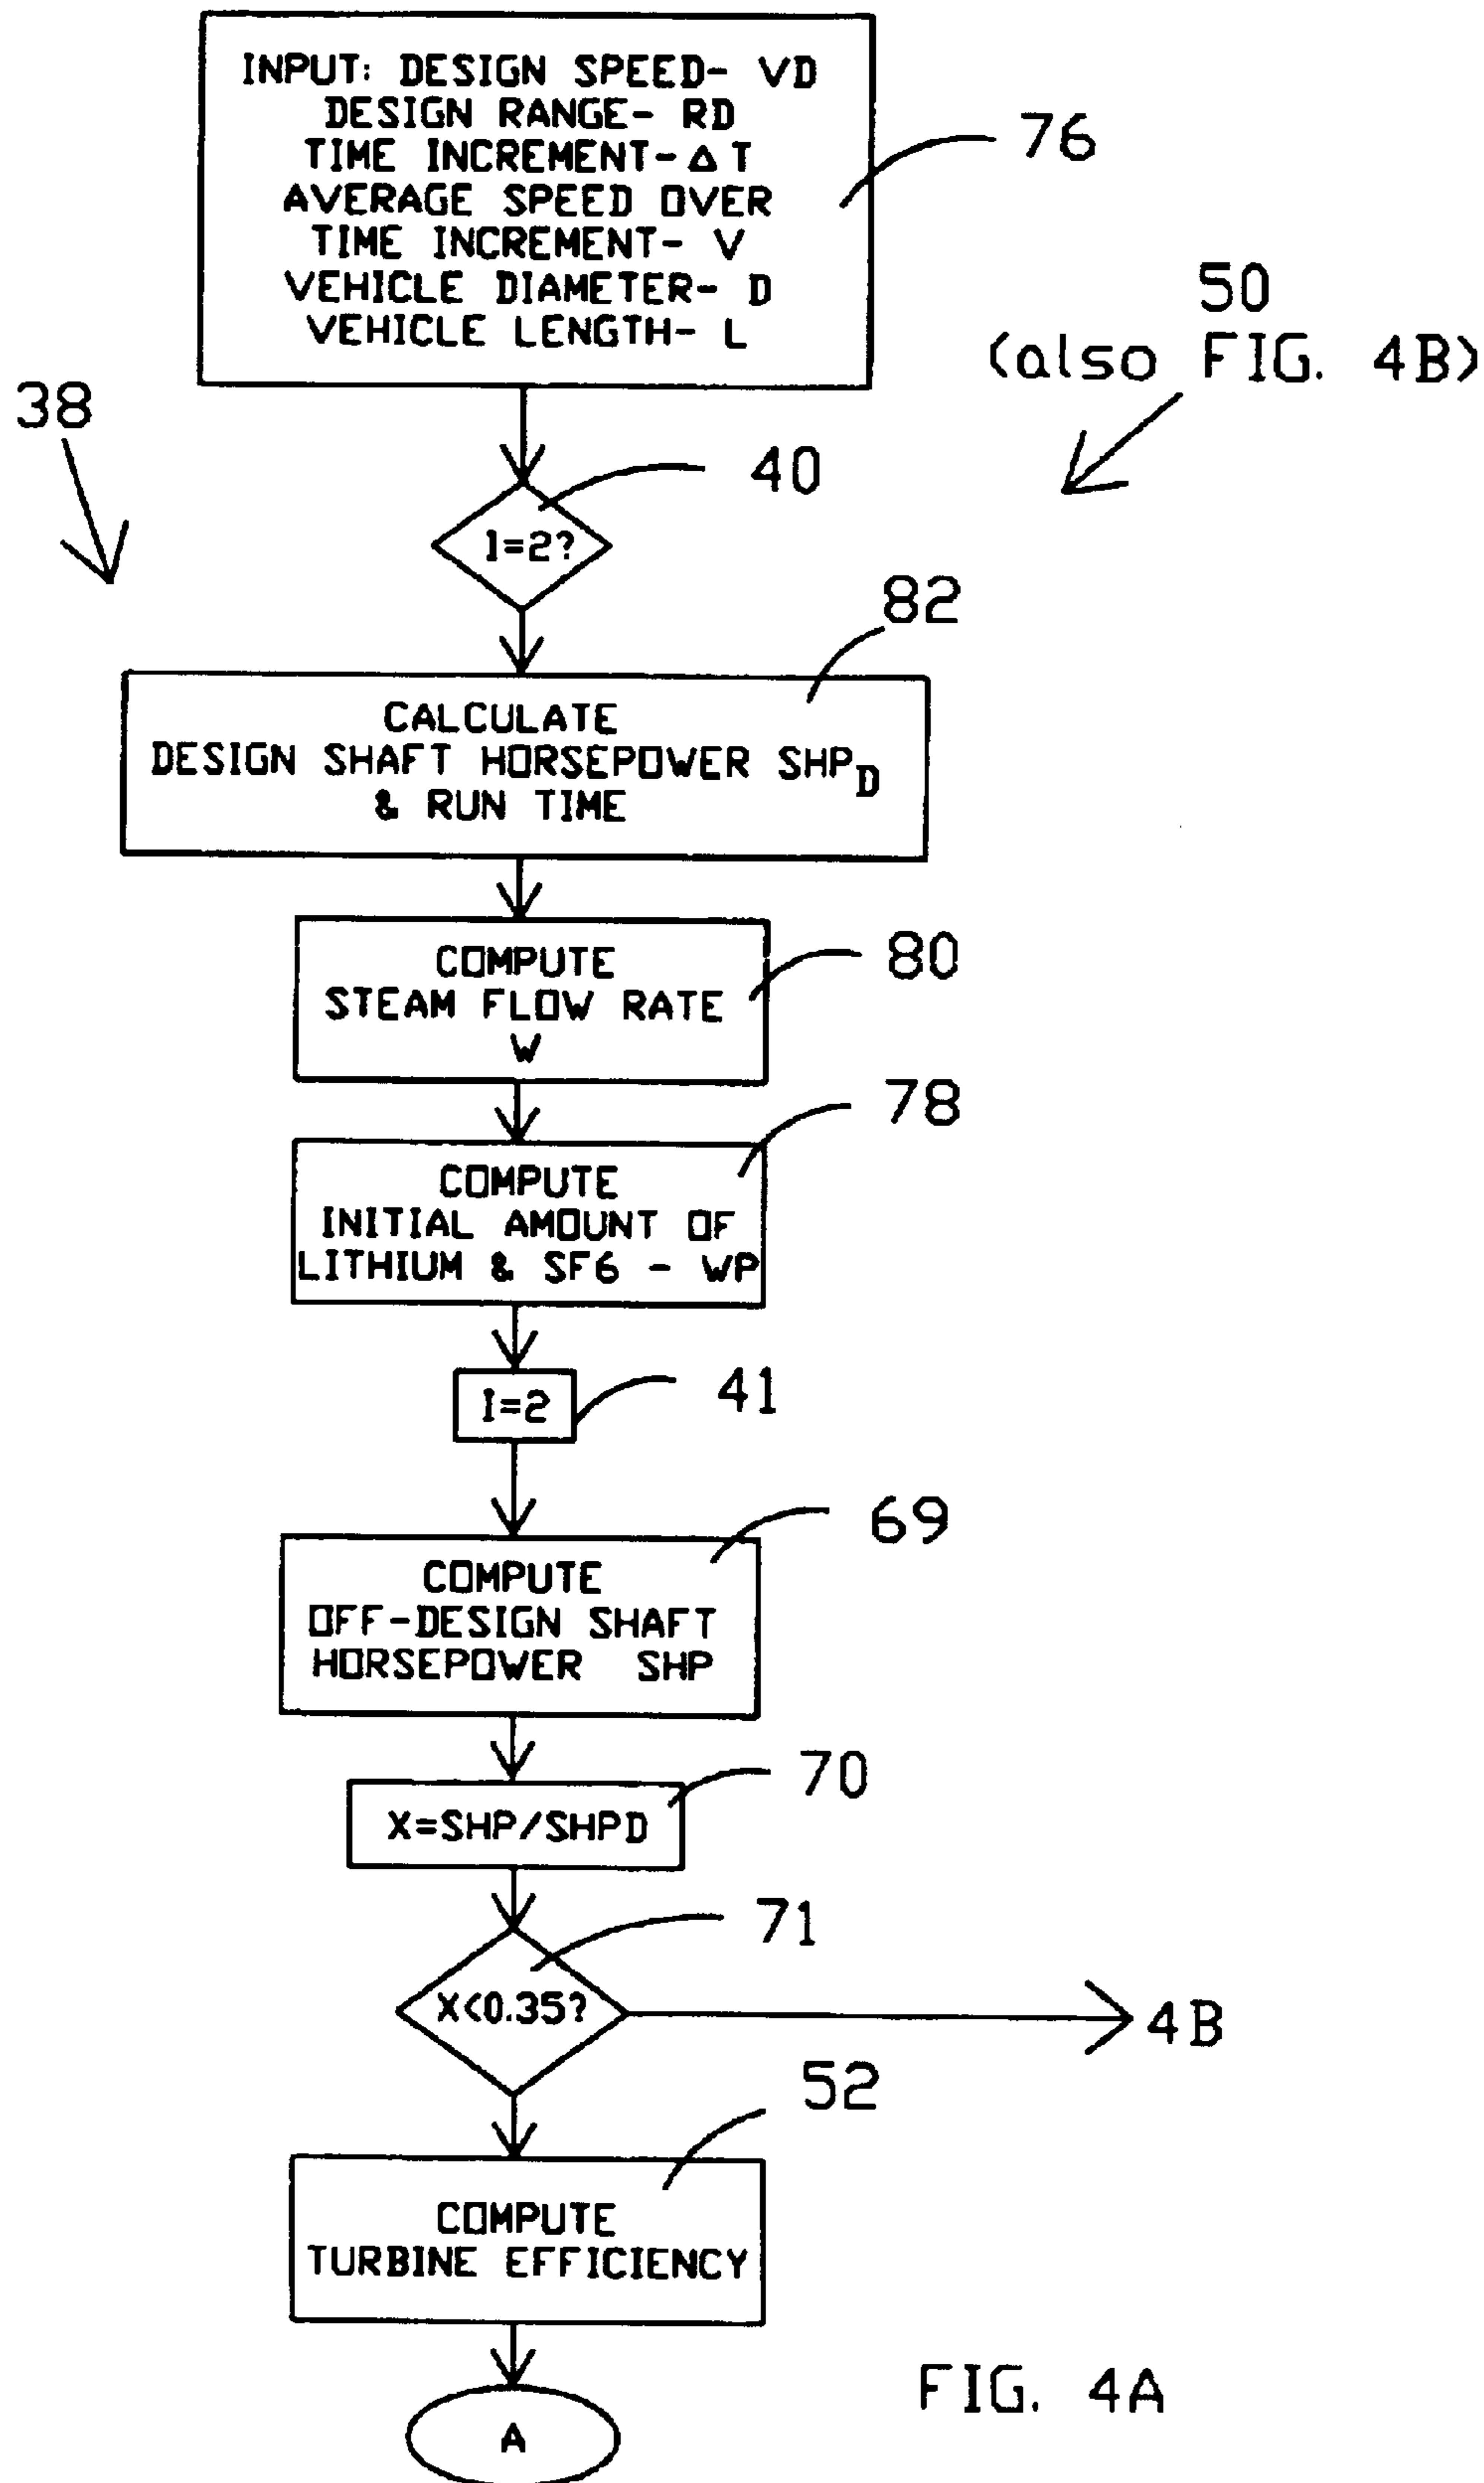 INPUT: DESIGN SPEED- VD
DESIGN RANGE- RD
TIME INCREMENT-Δ T
AVERAGE SPEED OVER
TIME INCREMENT- V
VEHICLE DIAMETER- D
VEHICLE LENGTH- L
76
50
(also FIG. 4B)
38
40
I=2?
82
CALCULATE
DESIGN SHAFT HORSEPOWER SHPD
& RUN TIME
80
COMPUTE
STEAM FLOW RATE
W
78
COMPUTE
INITIAL AMOUNT OF
LITHIUM & SF6 - WP
41
I=2
69
COMPUTE
OFF-DESIGN SHAFT
HORSEPOWER SHP
70
X=SHP/SHPD
71
X<0.35?
4B
52
COMPUTE
TURBINE EFFICIENCY
FIG. 4A
A